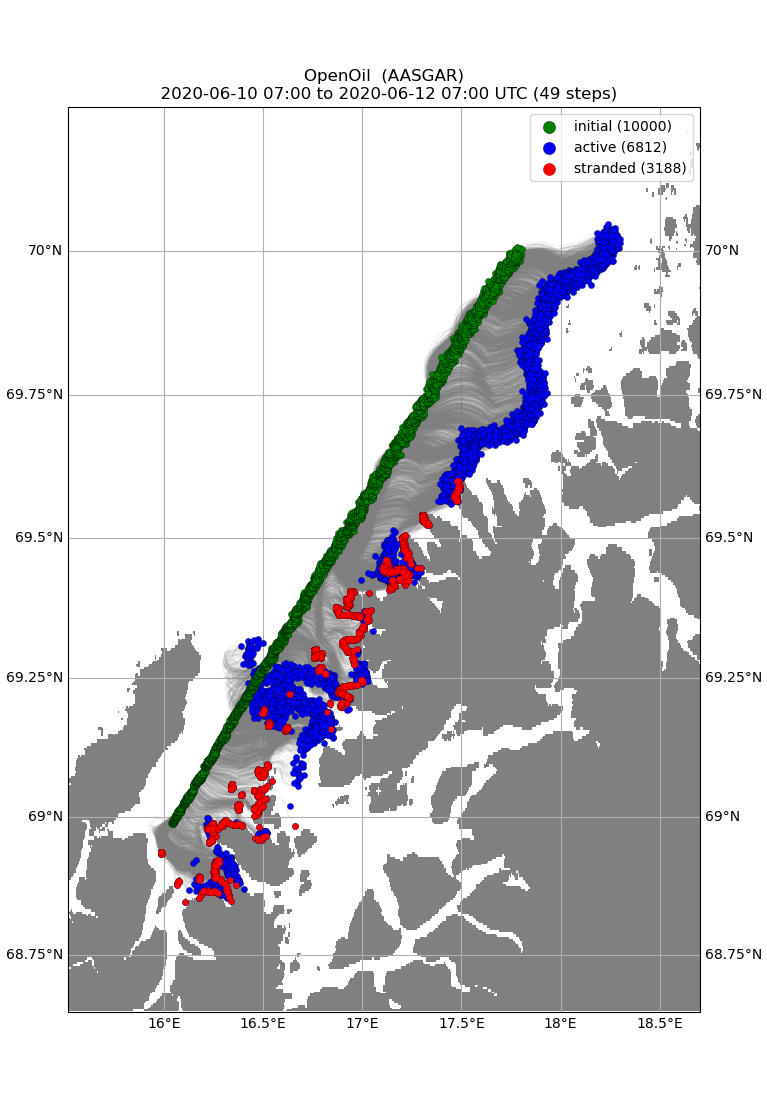 OpenOil (AASGAR)
2020-06-10 07:00 to 2020-06-12 07:00 UTC (49 steps)
initial (10000)
active (6812)
stranded (3188)
70°N 70°N
69.75°N 69.75°N
69.5°N 69.5°N
69.25°N 69.25°N
69°N 69°N
68.75°N 68.75°N
16°E 16.5°E 17°E 17.5°E 18°E 18.5°E